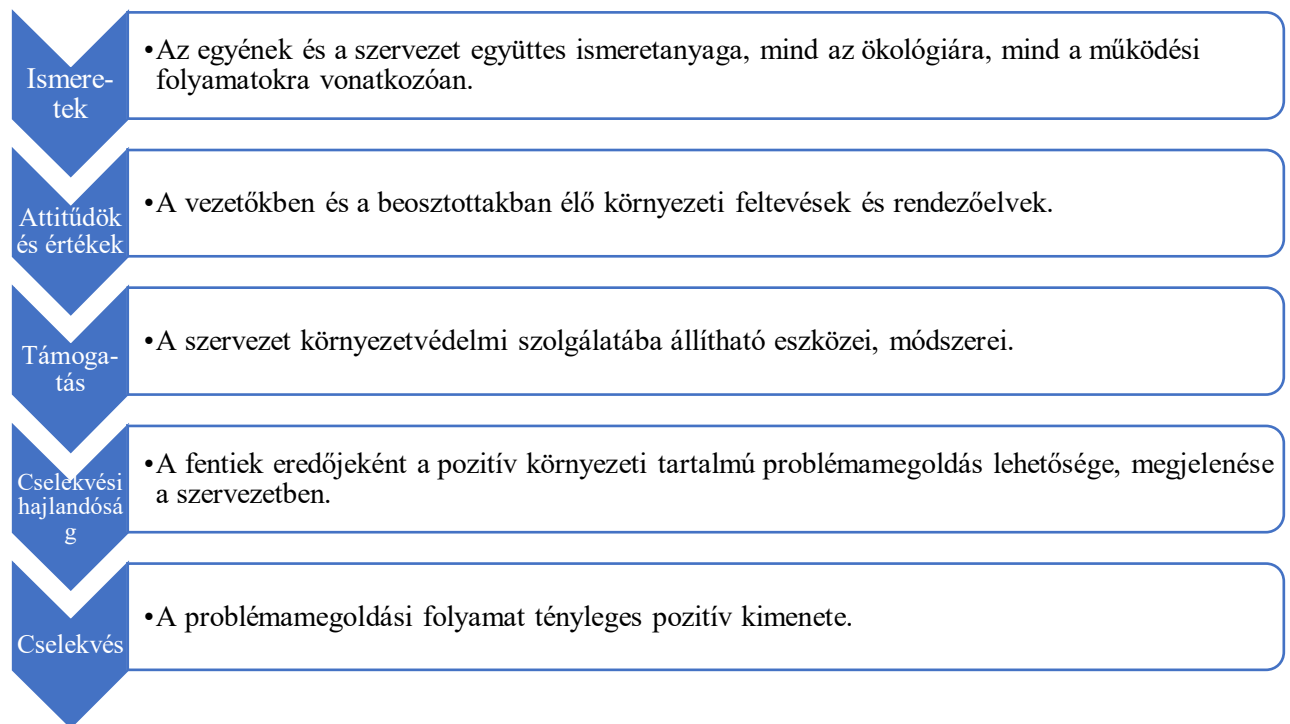 Ismere-
tek
•Az egyének és a szervezet együttes ismeretanyaga, mind az ökológiára, mind a működési
folyamatokra vonatkozóan.
Attitűdök
és értékek
•A vezetőkben és a beosztottakban élő környezeti feltevések és rendezőelvek.
Támoga-
tás
•A szervezet környezetvédelmi szolgálatába állítható eszközei, módszerei.
Cselekvési
hajlandósá
g
•A fentiek eredőjeként a pozitív környezeti tartalmú problémamegoldás lehetősége, megjelenése
a szervezetben.
Cselekvés
•A problémamegoldási folyamat tényleges pozitív kimenete.